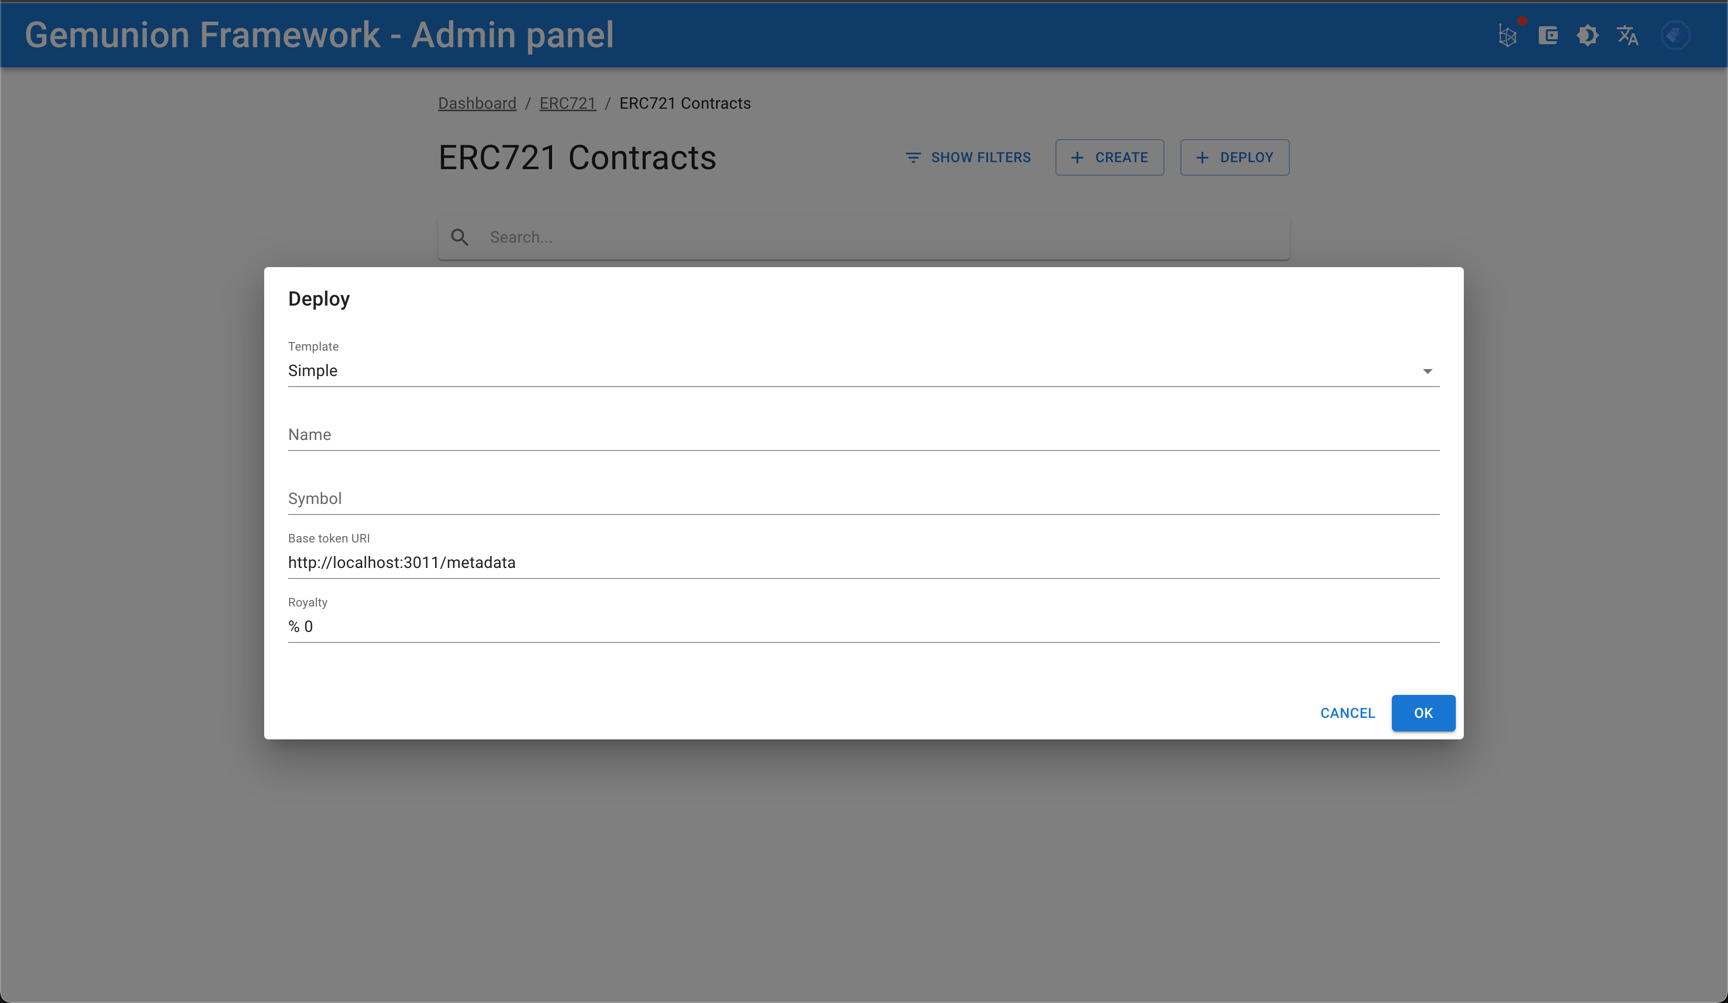 Gemunion Framework - Admin panel
Dashboard / ERC721 / ERC721 Contracts
ERC721 Contracts
SHOW FILTERS
+ CREATE
+ DEPLOY
Search...
Deploy
Template
Simple
Name
Symbol
Base token URI
http://localhost:3011/metadata
Royalty
% 0
CANCEL
OK